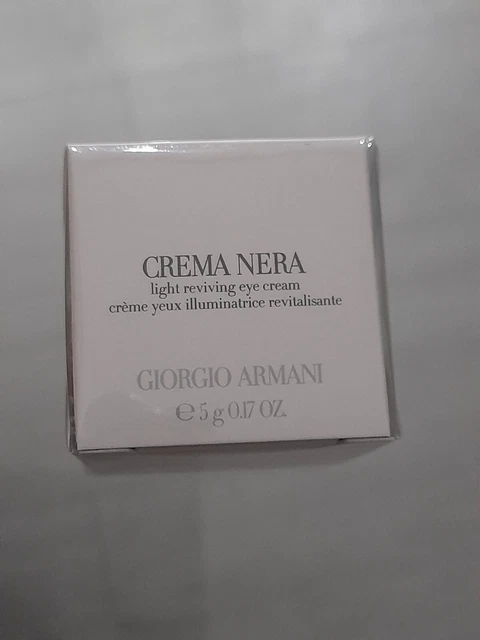 CREMA NERA
light reviving eye cream
crème yeux illuminatrice revitalisante
GIORGIO ARMANI
℮ 5 g 0.17 OZ.